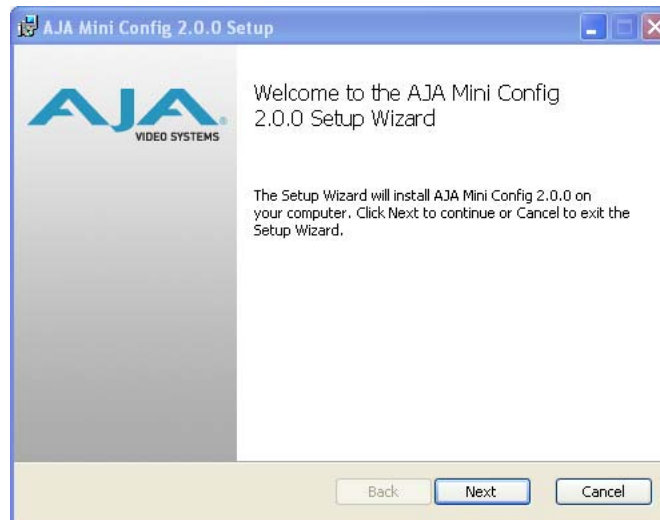 AJA Mini Config 2.0.0 Setup
AJA
VIDEO SYSTEMS
Welcome to the AJA Mini Config
2.0.0 Setup Wizard
The Setup Wizard will install AJA Mini Config 2.0.0 on
your computer. Click Next to continue or Cancel to exit the
Setup Wizard.
Back
Next
Cancel